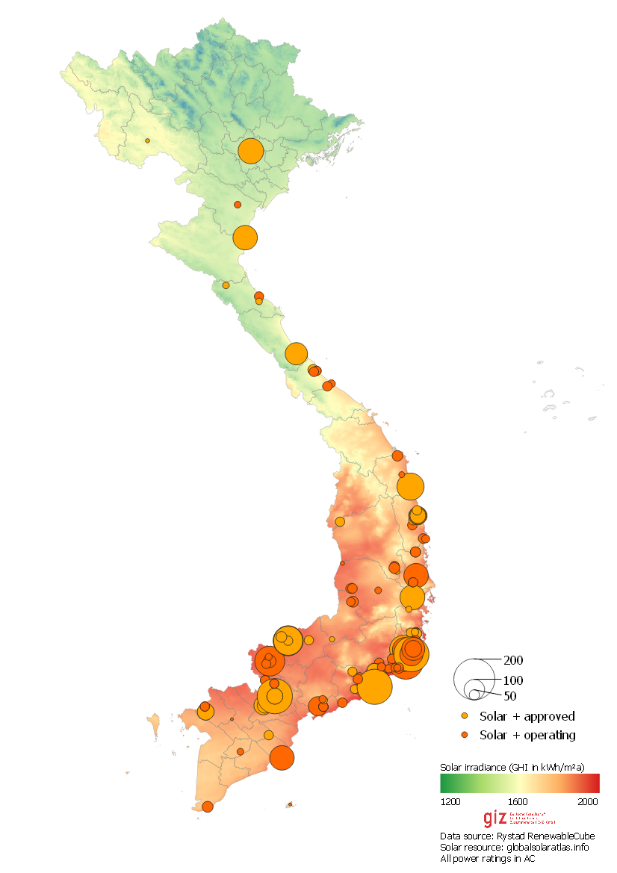 200
100
50
Solar + approved
Solar + operating
Solar irradiance (GHI in kWh/m²a)
1200 1600 2000
giz
Data source: Rystad RenewableCube
Solar resource: globalsolaratlas.info
All power ratings in AC